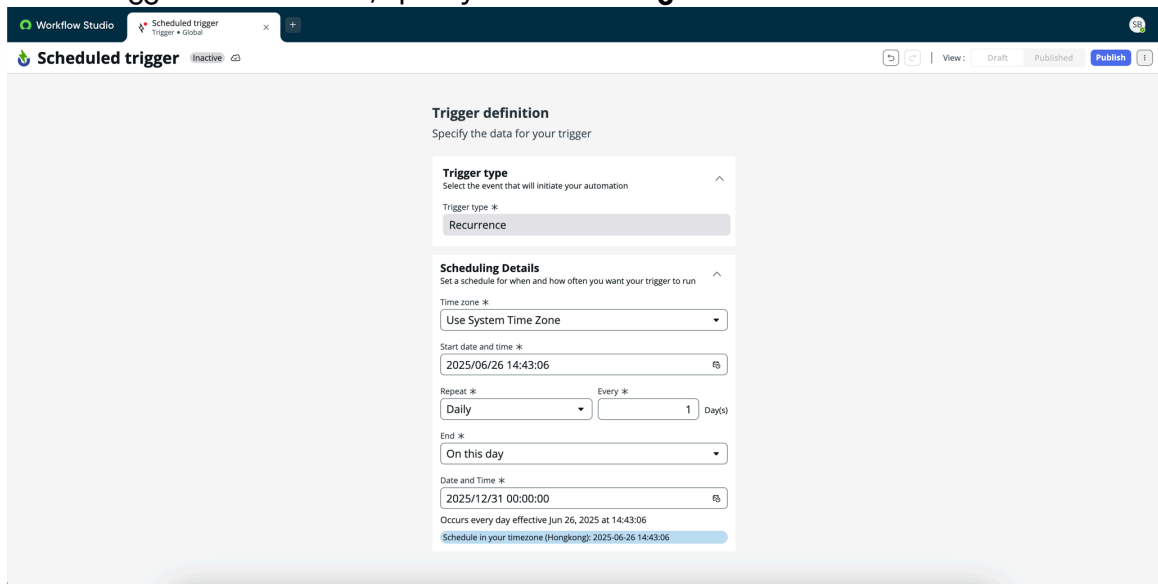 Workflow Studio
Scheduled trigger
Trigger • Global
SB
Scheduled trigger Inactive
View : Draft Published Publish
Trigger definition
Specify the data for your trigger
Trigger type
Select the event that will initiate your automation
Trigger type *
Recurrence
Scheduling Details
Set a schedule for when and how often you want your trigger to run
Time zone *
Use System Time Zone
Start date and time *
2025/06/26 14:43:06
Repeat * Every *
Daily 1 Day(s)
End *
On this day
Date and Time *
2025/12/31 00:00:00
Occurs every day effective Jun 26, 2025 at 14:43:06
Schedule in your timezone (Hongkong): 2025-06-26 14:43:06